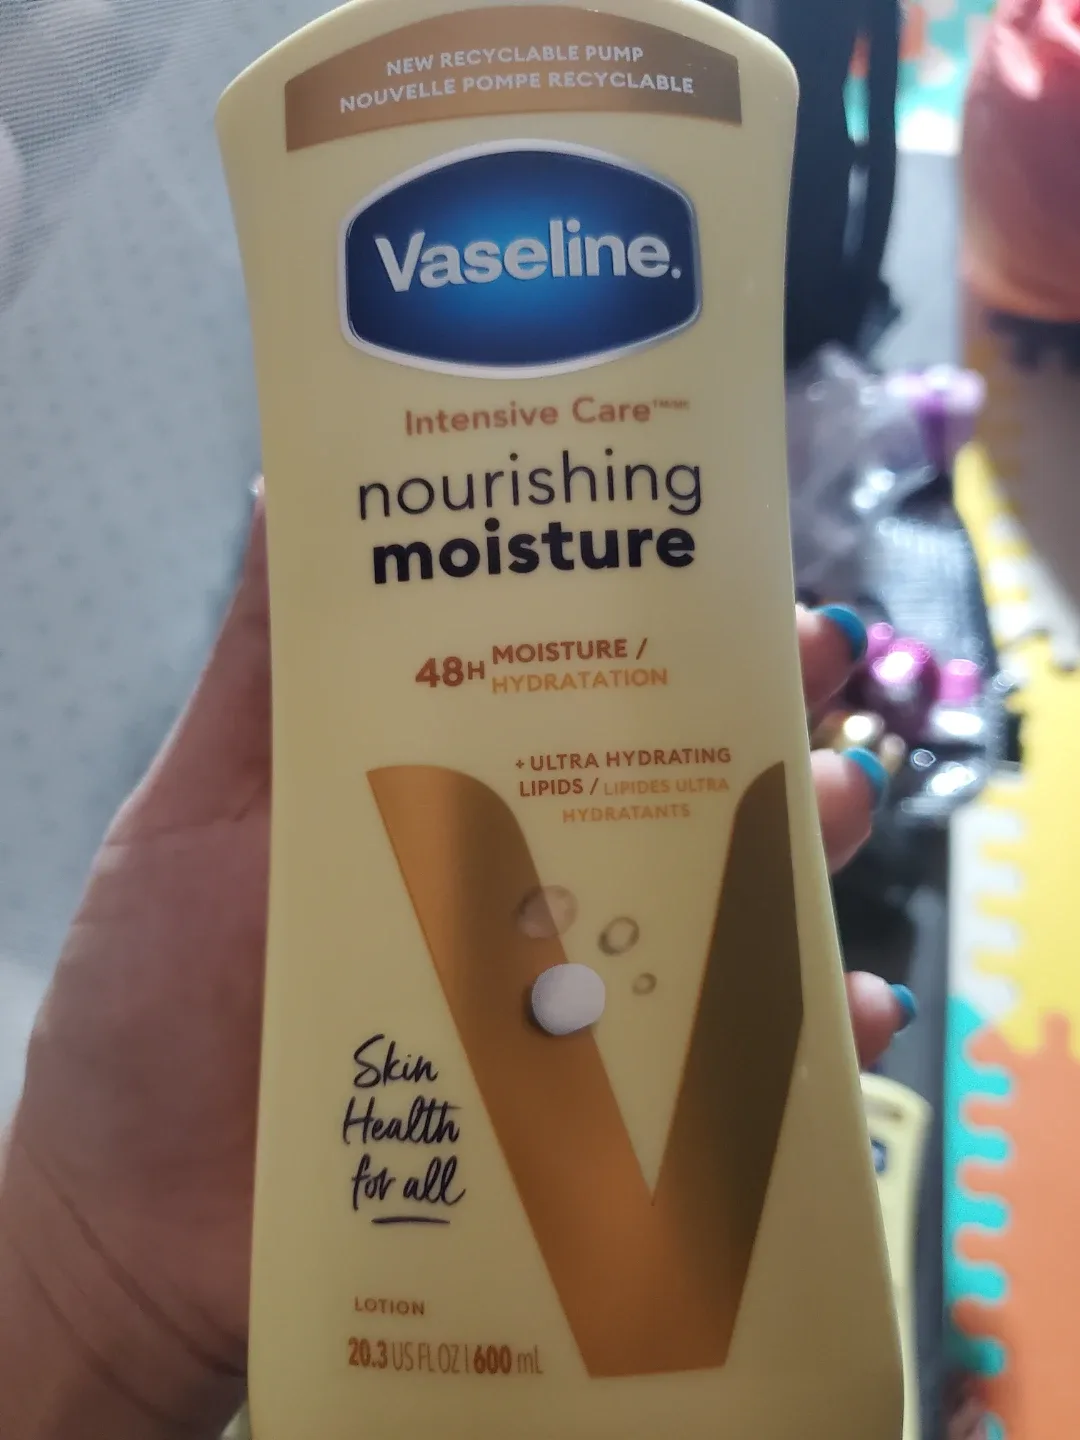 NEW RECYCLABLE PUMP
NOUVELLE POMPE RECYCLABLE
Vaseline.
Intensive Care™/MC
nourishing
moisture
48H MOISTURE /
HYDRATATION
+ ULTRA HYDRATING
LIPIDS / LIPIDES ULTRA
HYDRATANTS
Skin
Health
for all
LOTION
20.3 US FL OZ | 600 mL